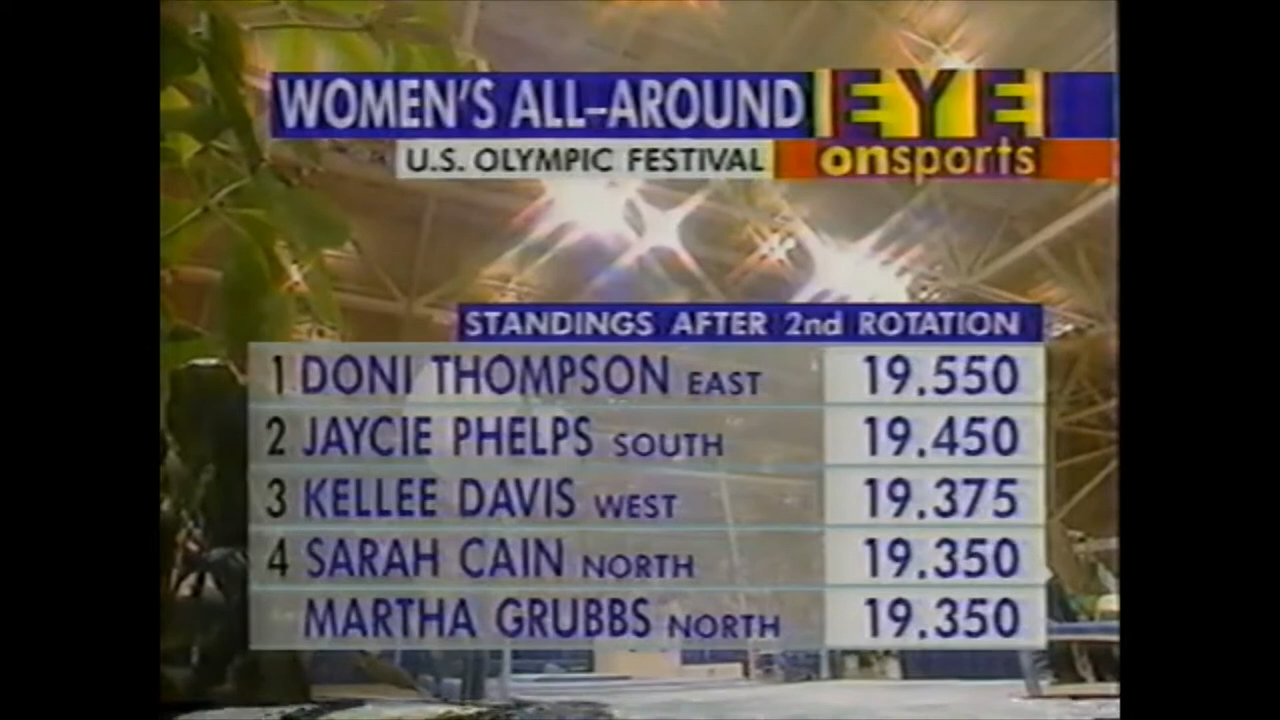 WOMEN'S ALL-AROUND EYE
U.S. OLYMPIC FESTIVAL onsports
STANDINGS AFTER 2nd ROTATION
1 DONI THOMPSON EAST 19.550
2 JAYCIE PHELPS SOUTH 19.450
3 KELLEE DAVIS WEST 19.375
4 SARAH CAIN NORTH 19.350
MARTHA GRUBBS NORTH 19.350